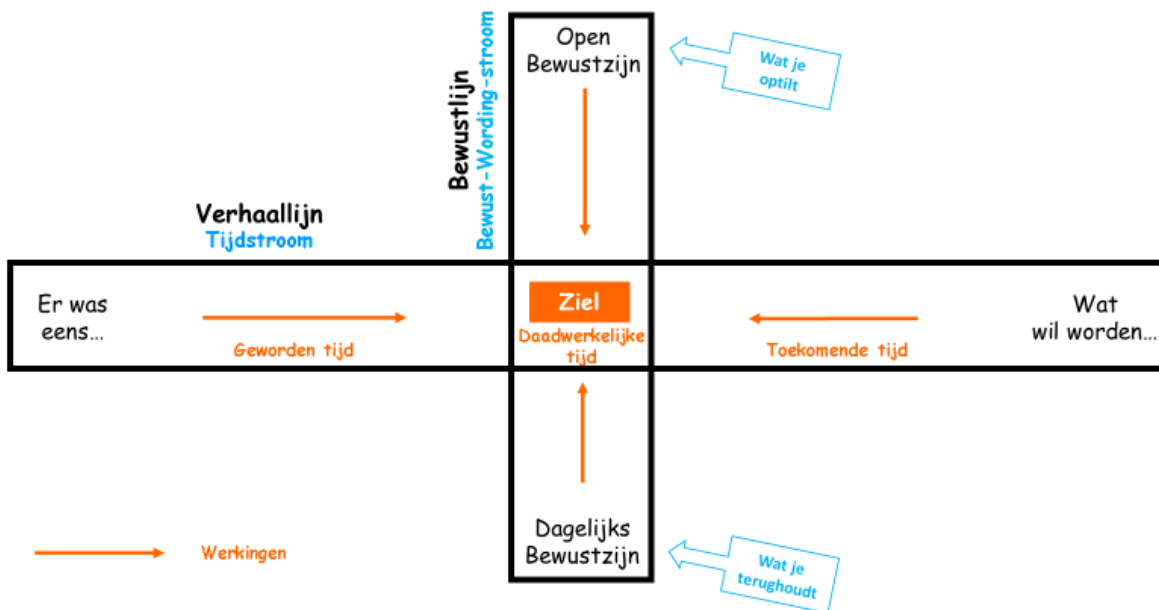 Open
Bewustzijn
Wat je
optilt
Bewustlijn
Bewust-Wording-stroom
Verhaallijn
Tijdstroom
Er was
eens…
Geworden tijd
Ziel
Daadwerkelijke
tijd
Toekomende tijd
Wat
wil worden…
Dagelijks
Bewustzijn
Wat je
terughoudt
Werkingen